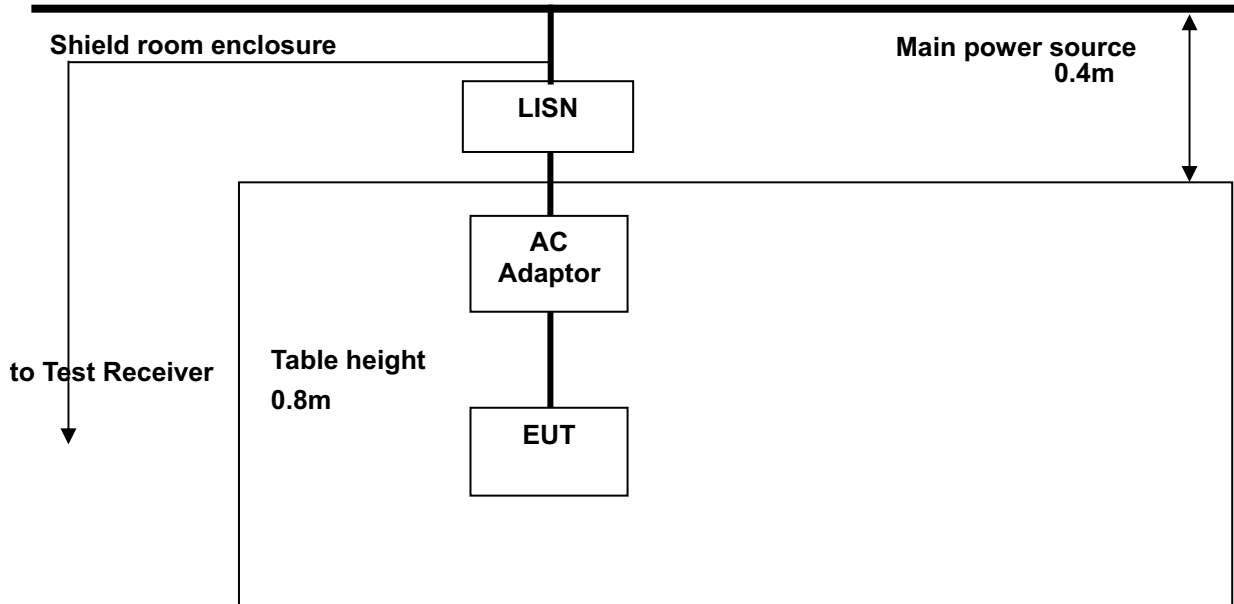 Shield room enclosure
Main power source
0.4m
LISN
AC
Adaptor
to Test Receiver
Table height
0.8m
EUT